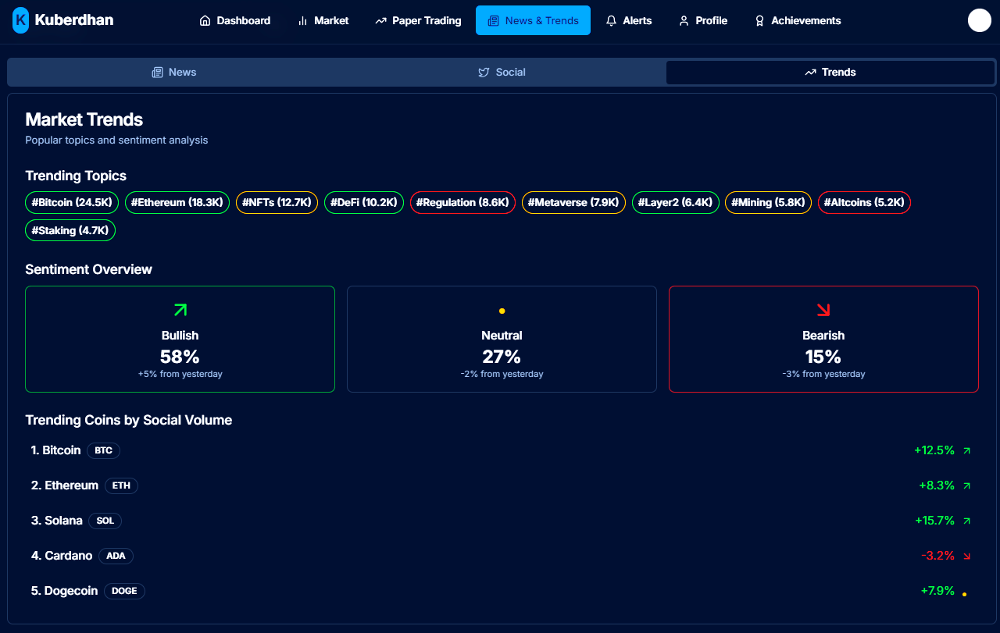 K Kuberdhan Dashboard Market Paper Trading News & Trends Alerts Profile Achievements
News Social Trends
Market Trends
Popular topics and sentiment analysis
Trending Topics
#Bitcoin (24.5K) #Ethereum (18.3K) #NFTs (12.7K) #DeFi (10.2K) #Regulation (8.6K) #Metaverse (7.9K) #Layer2 (6.4K) #Mining (5.8K) #Altcoins (5.2K)
#Staking (4.7K)
Sentiment Overview
Bullish
58%
+5% from yesterday
Neutral
27%
-2% from yesterday
Bearish
15%
-3% from yesterday
Trending Coins by Social Volume
1. Bitcoin BTC +12.5%
2. Ethereum ETH +8.3%
3. Solana SOL +15.7%
4. Cardano ADA -3.2%
5. Dogecoin DOGE +7.9%